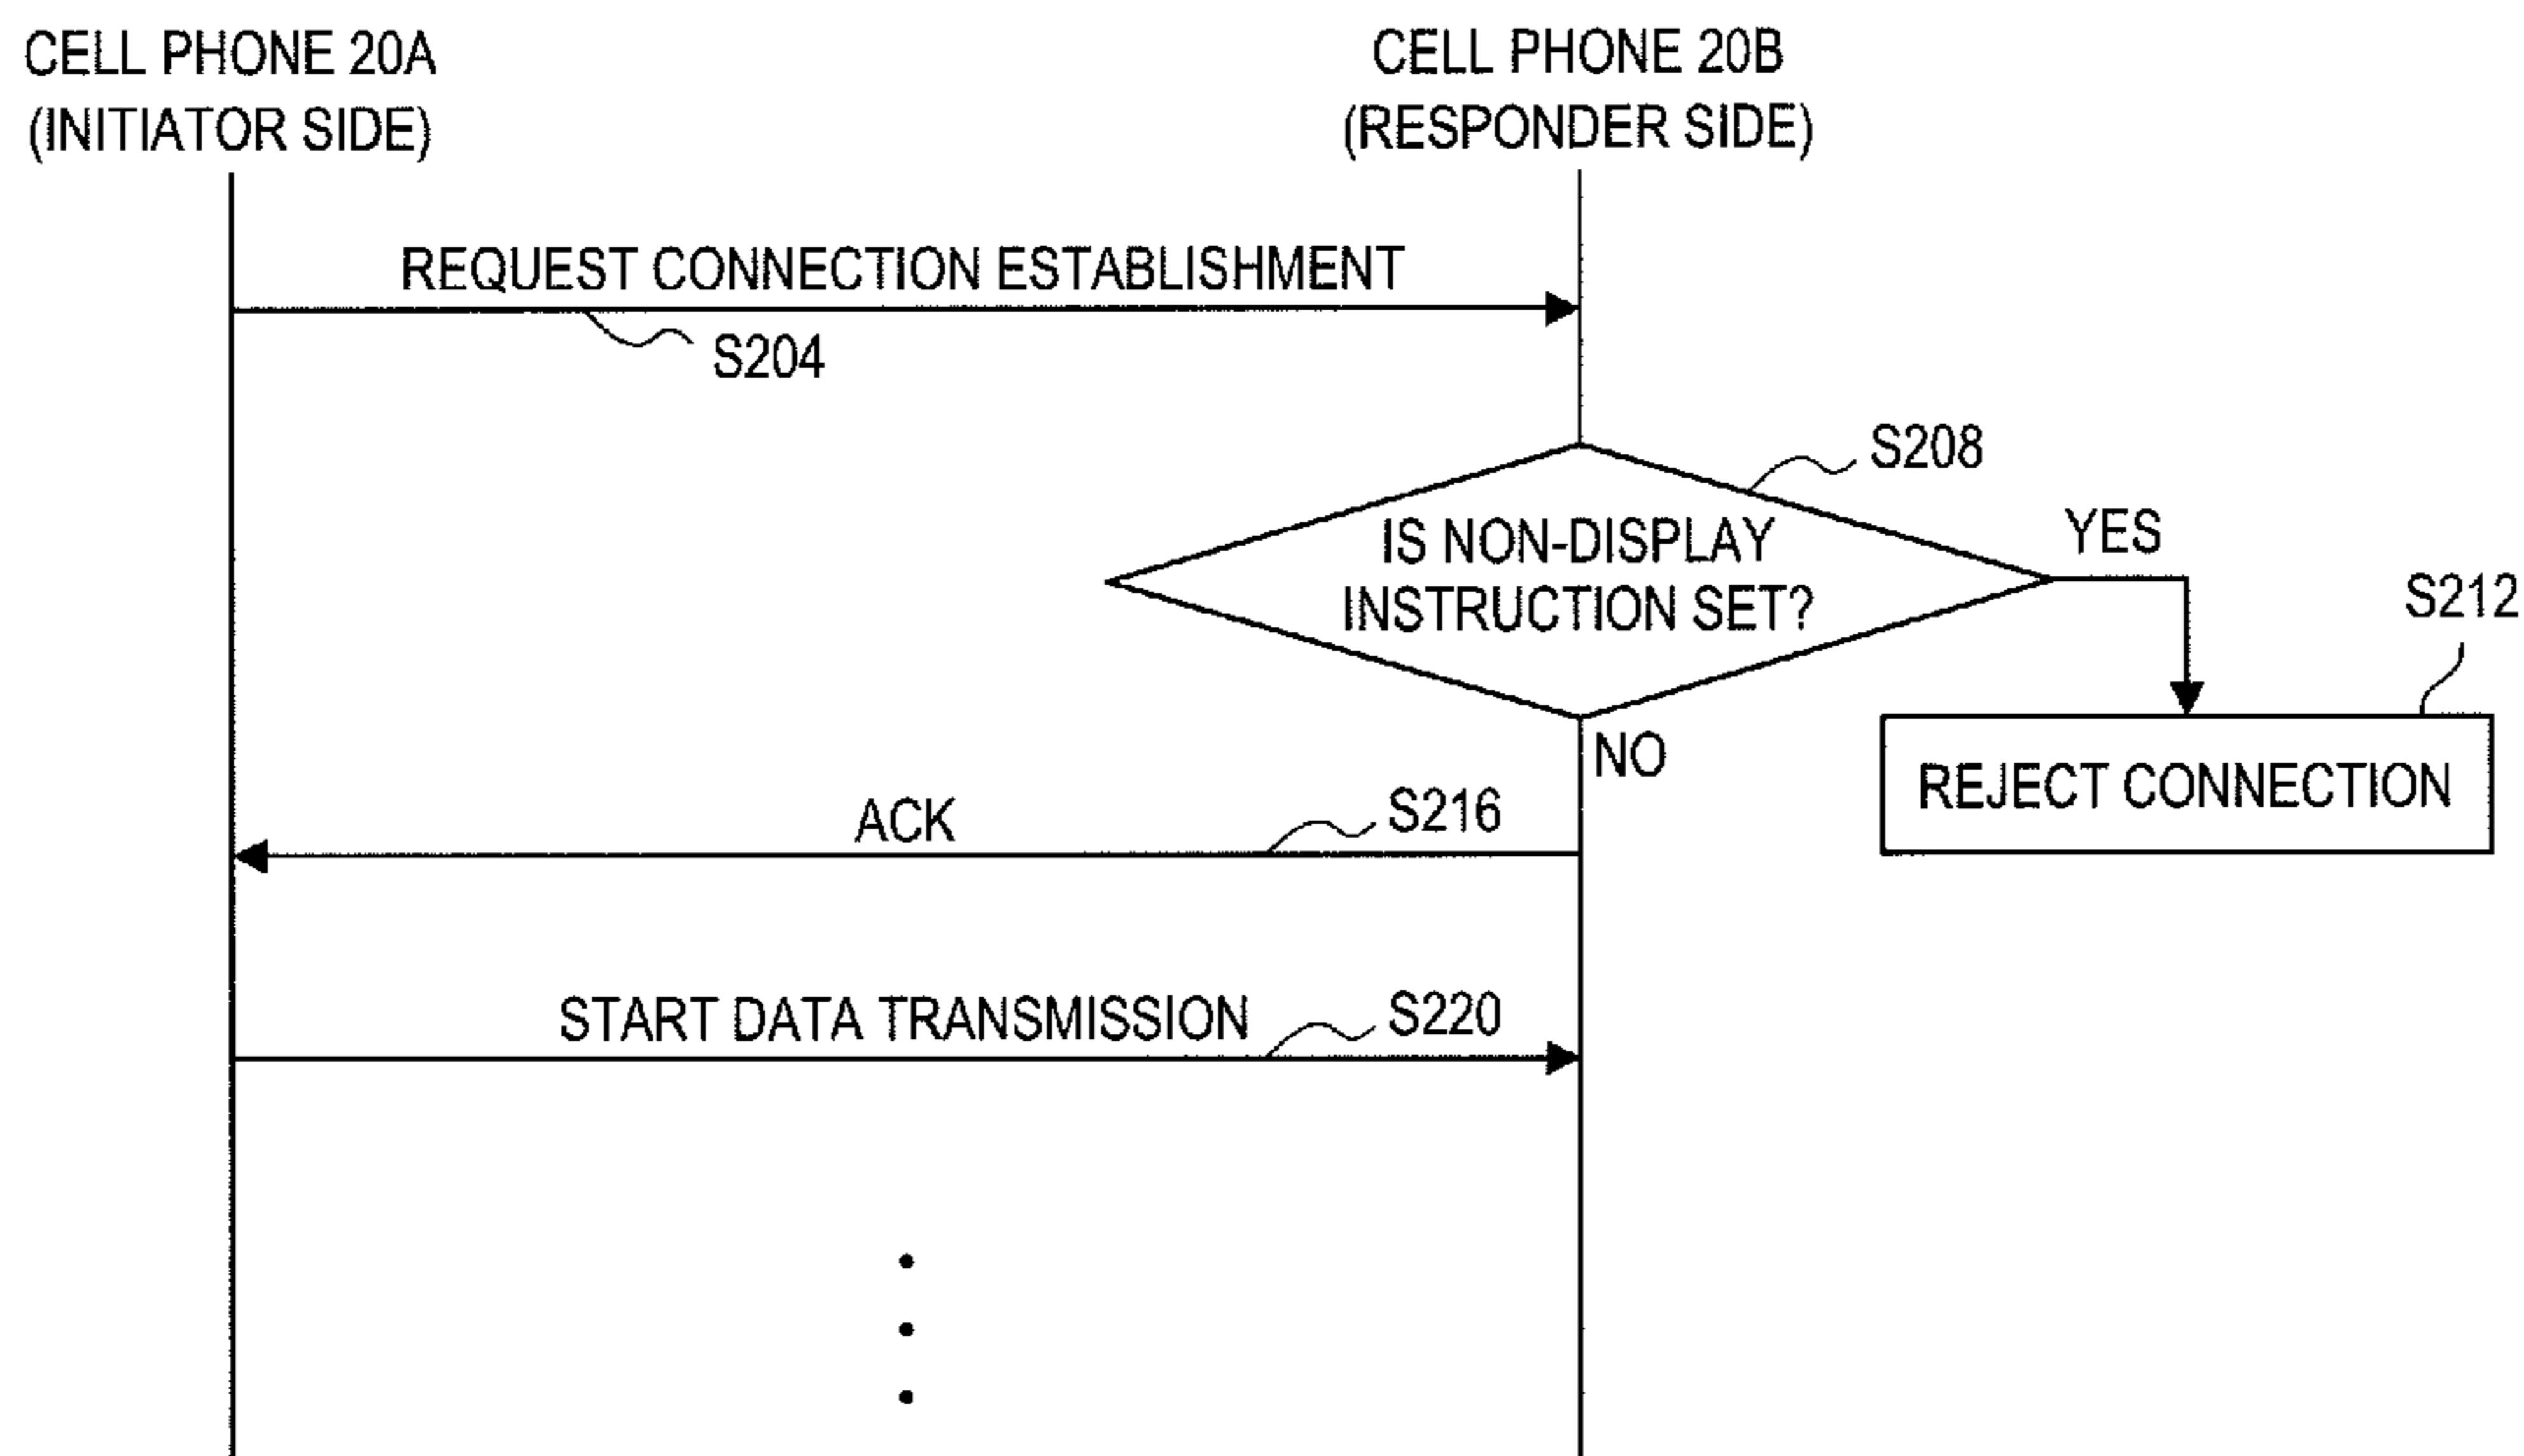 CELL PHONE 20A
(INITIATOR SIDE)
CELL PHONE 20B
(RESPONDER SIDE)
REQUEST CONNECTION ESTABLISHMENT
S204
S208
IS NON-DISPLAY
INSTRUCTION SET?
YES
S212
REJECT CONNECTION
NO
ACK
S216
START DATA TRANSMISSION
S220